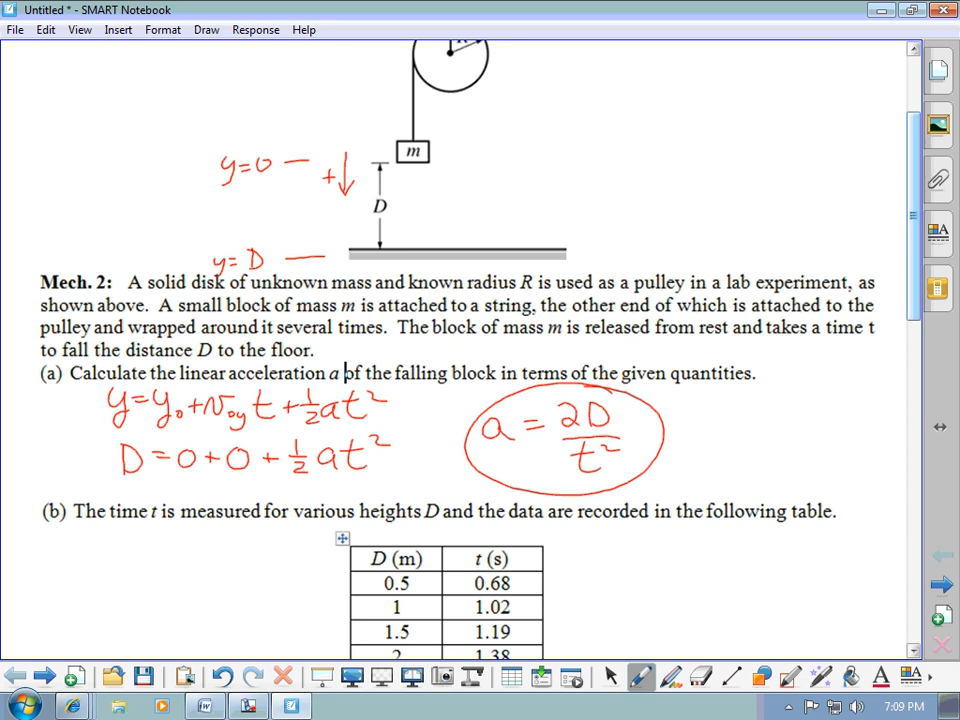 Untitled * - SMART Notebook
File Edit View Insert Format Draw Response Help
m
y=0
+
D
y=D
Mech. 2: A solid disk of unknown mass and known radius R is used as a pulley in a lab experiment, as
shown above. A small block of mass m is attached to a string, the other end of which is attached to the
pulley and wrapped around it several times. The block of mass m is released from rest and takes a time t
to fall the distance D to the floor.
(a) Calculate the linear acceleration a of the falling block in terms of the given quantities.
y=y₀+v₀yt+½at²
a = 2D/t²
D=0+0+½at²
(b) The time t is measured for various heights D and the data are recorded in the following table.
D (m) t (s)
0.5 0.68
1 1.02
1.5 1.19
2 1.38
7:09 PM